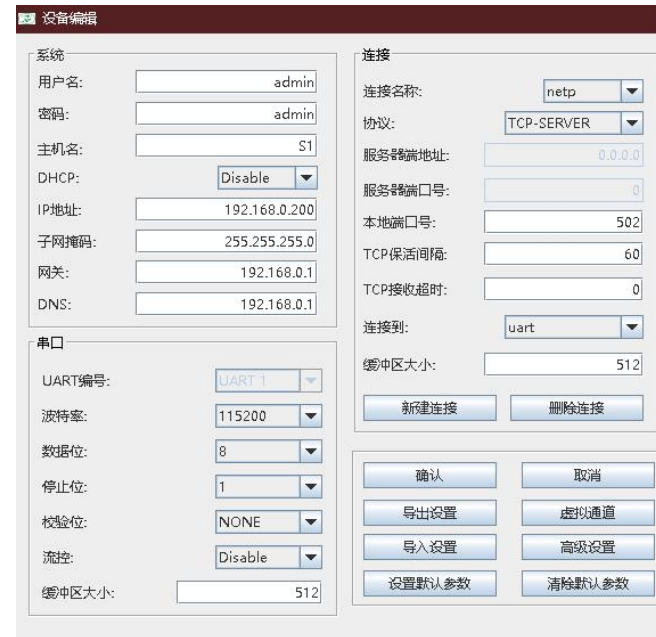 设备编辑
系统
用户名: admin
密码: admin
主机名: S1
DHCP: Disable
IP地址: 192.168.0.200
子网掩码: 255.255.255.0
网关: 192.168.0.1
DNS: 192.168.0.1
串口
UART编号: UART 1
波特率: 115200
数据位: 8
停止位: 1
校验位: NONE
流控: Disable
缓冲区大小: 512
连接
连接名称: netp
协议: TCP-SERVER
服务器端地址: 0.0.0.0
服务器端口号: 0
本地端口号: 502
TCP保活间隔: 60
TCP接收超时: 0
连接到: uart
缓冲区大小: 512
新建连接 删除连接
确认 取消
导出设置 虚拟通道
导入设置 高级设置
设置默认参数 清除默认参数